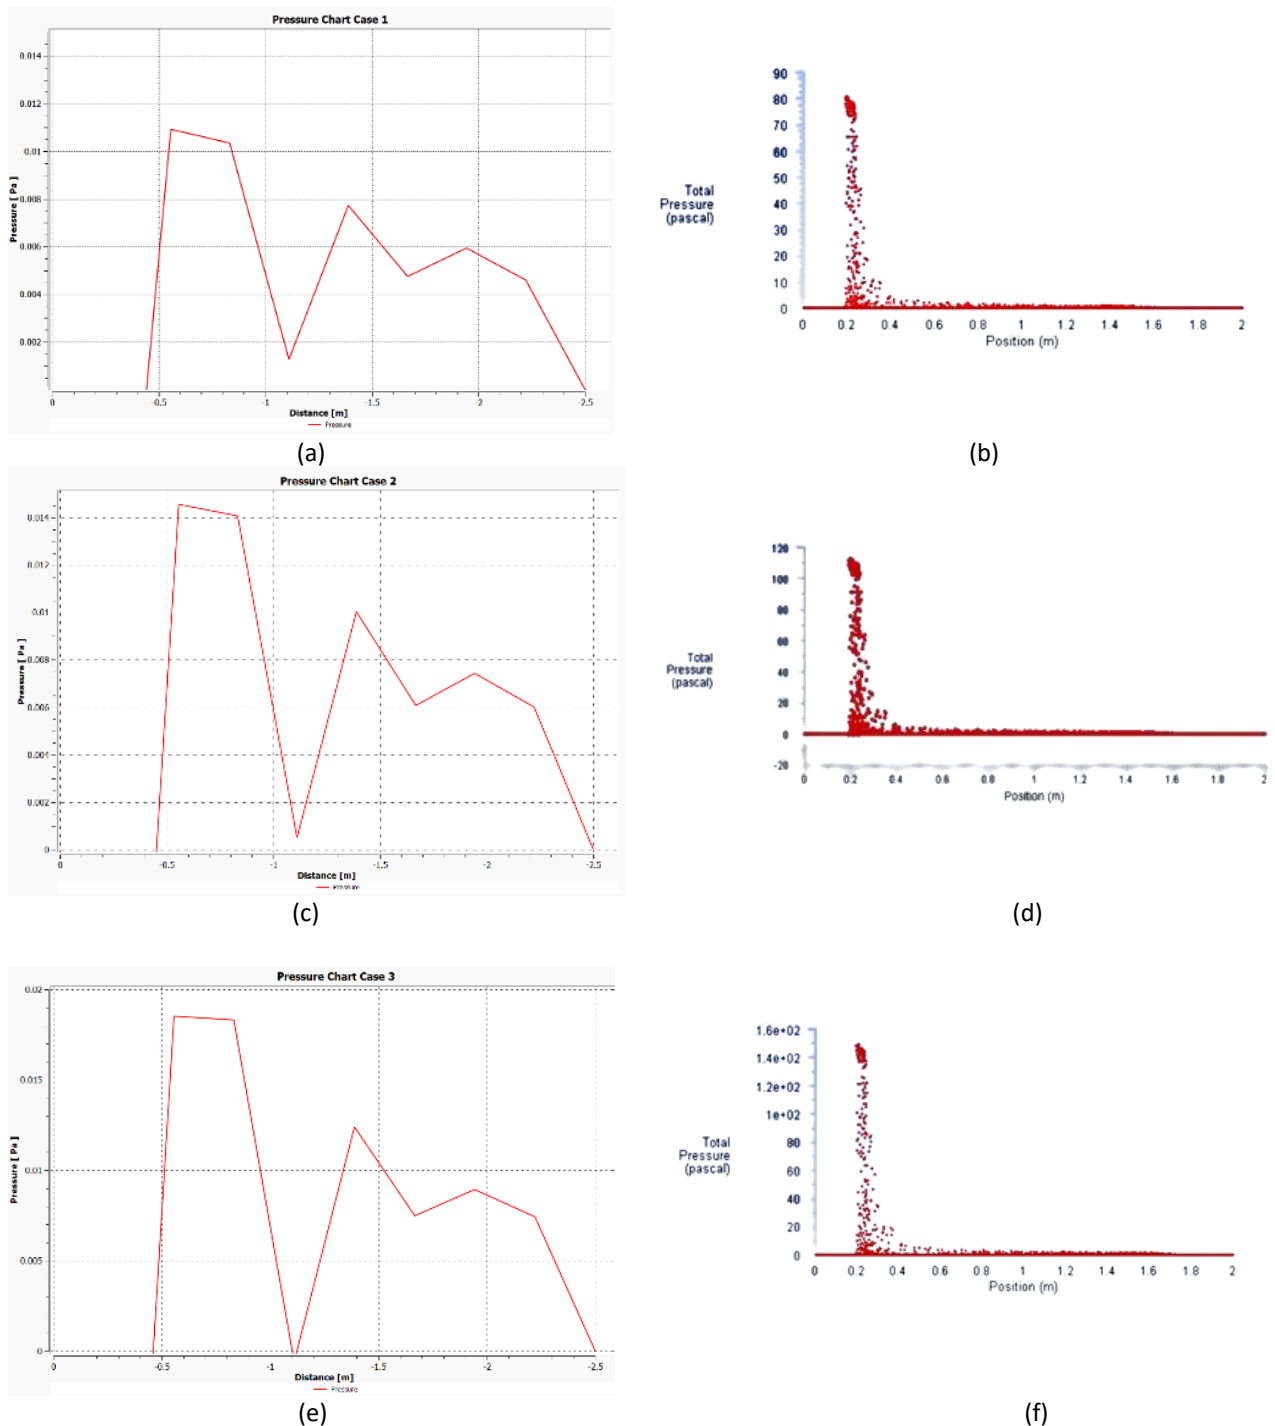 Pressure Chart Case 1
0.014
0.012
0.01
0.008
0.006
0.004
0.002
Pressure [ Pa ]
0 -0.5 -1 -1.5 -2 -2.5
Distance [m]
Pressure
(a)
90
80
70
60
50
40
30
20
10
0
Total
Pressure
(pascal)
0 0.2 0.4 0.6 0.8 1 1.2 1.4 1.6 1.8 2
Position (m)
(b)
Pressure Chart Case 2
0.014
0.012
0.01
0.008
0.006
0.004
0.002
0
Pressure [ Pa ]
0 -0.5 -1 -1.5 -2 -2.5
Distance [m]
Pressure
(c)
120
100
80
60
40
20
0
-20
Total
Pressure
(pascal)
0 0.2 0.4 0.6 0.8 1 1.2 1.4 1.6 1.8 2
Position (m)
(d)
Pressure Chart Case 3
0.02
0.015
0.01
0.005
0
Pressure [ Pa ]
0 -0.5 -1 -1.5 -2 -2.5
Distance [m]
Pressure
(e)
1.6e+02
1.4e+02
1.2e+02
1e+02
80
60
40
20
0
Total
Pressure
(pascal)
0 0.2 0.4 0.6 0.8 1 1.2 1.4 1.6 1.8 2
Position (m)
(f)